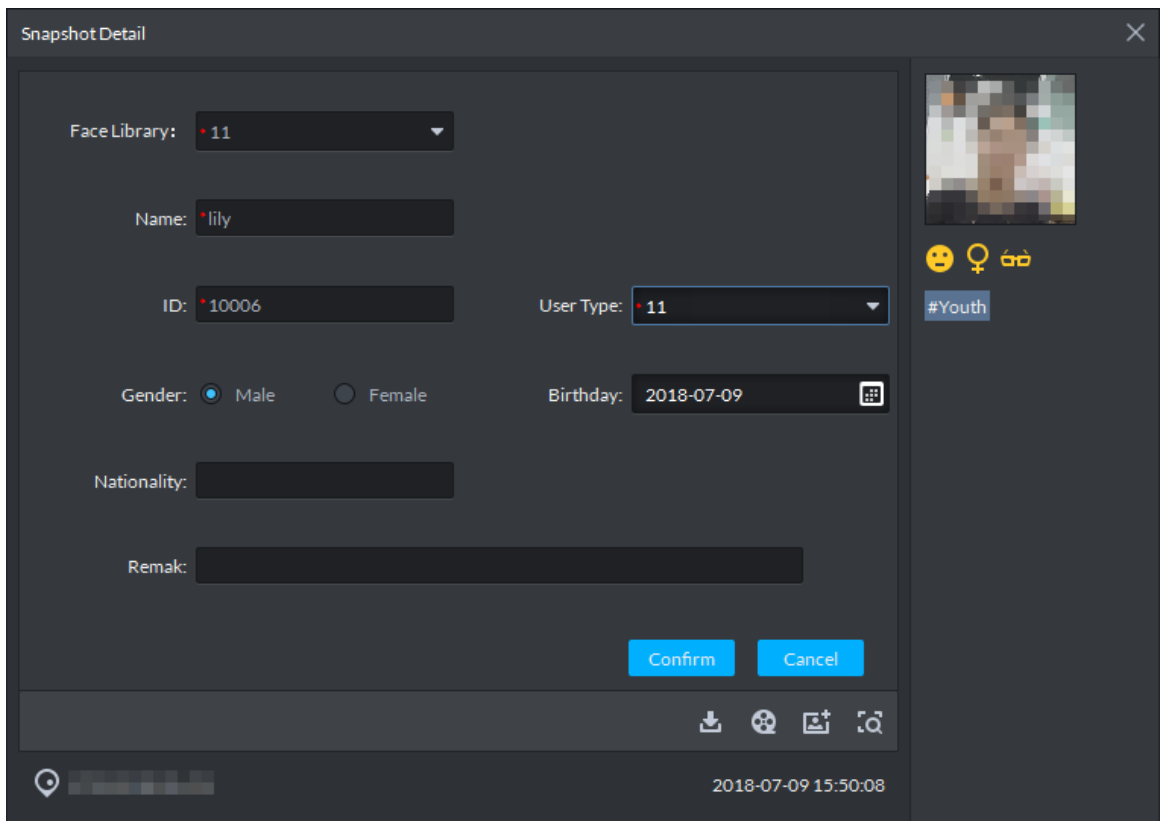 Snapshot Detail
Face Library: * 11
Name: * lily
ID: * 10006
User Type: * 11
#Youth
Gender: Male Female
Birthday: 2018-07-09
Nationality:
Remak:
Confirm Cancel
2018-07-09 15:50:08